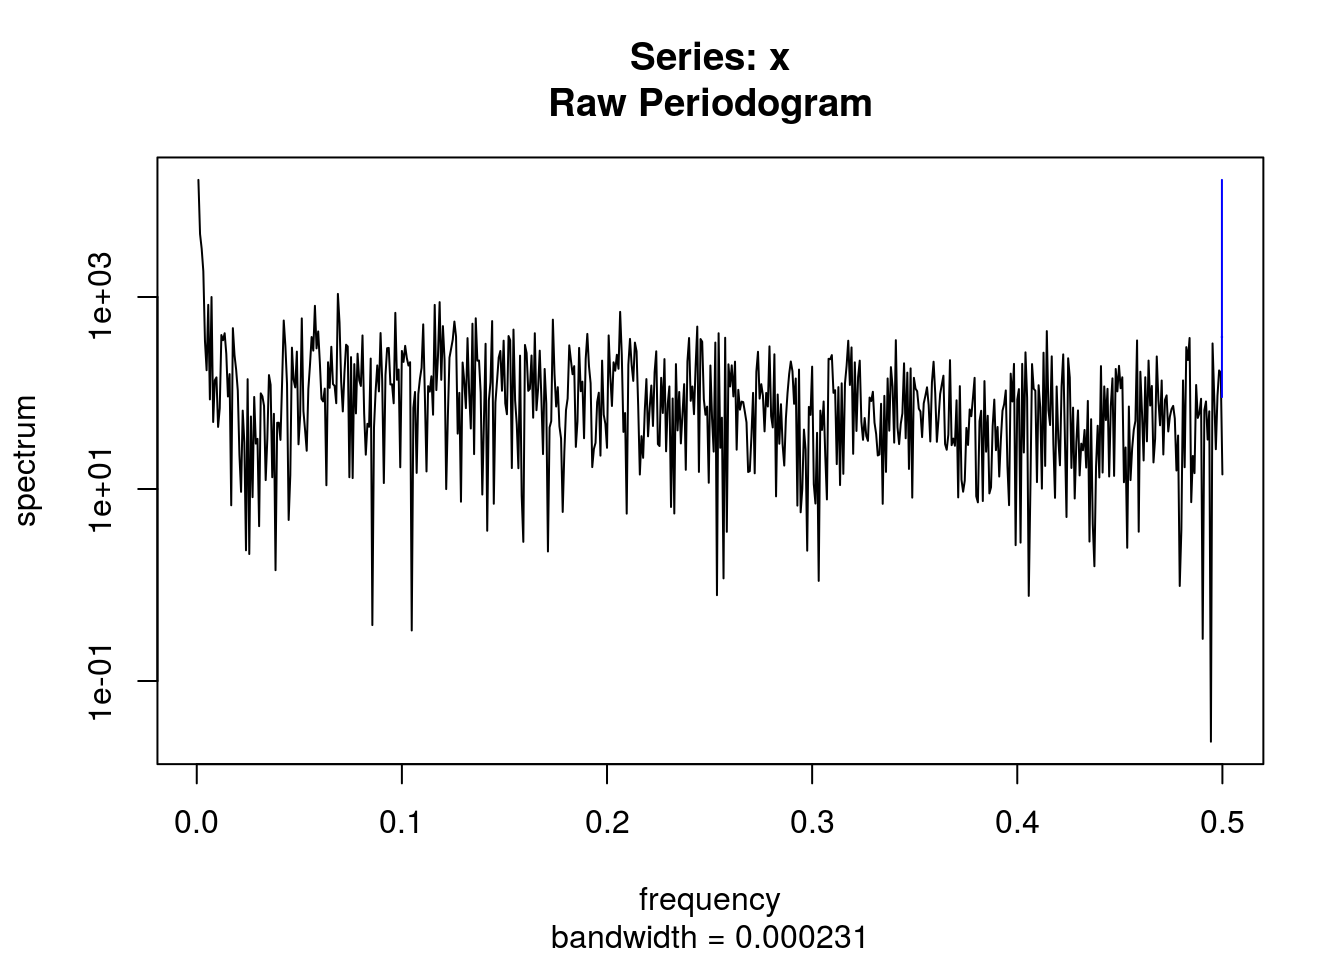 Series: x
Raw Periodogram
spectrum
1e+03
1e+01
1e-01
0.0 0.1 0.2 0.3 0.4 0.5
frequency
bandwidth = 0.000231